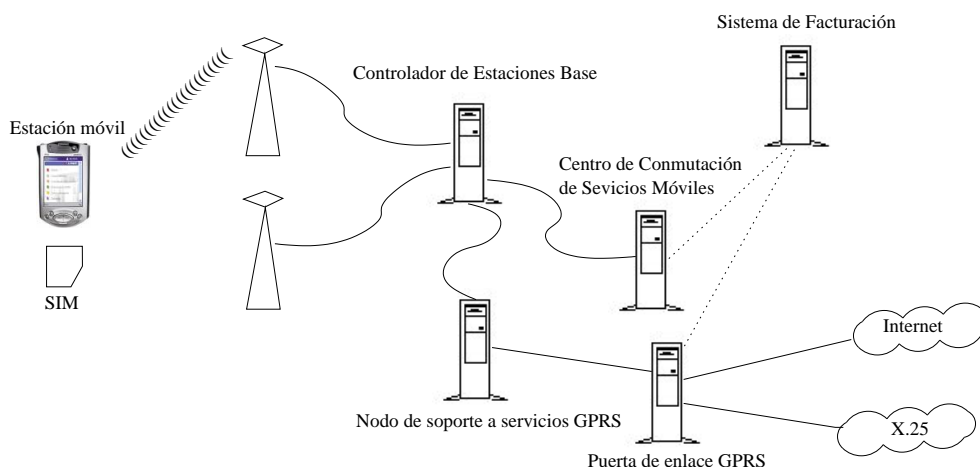 Sistema de Facturación
Controlador de Estaciones Base
Estación móvil
Centro de Conmutación
de Sevicios Móviles
SIM
Internet
Nodo de soporte a servicios GPRS
X.25
Puerta de enlace GPRS